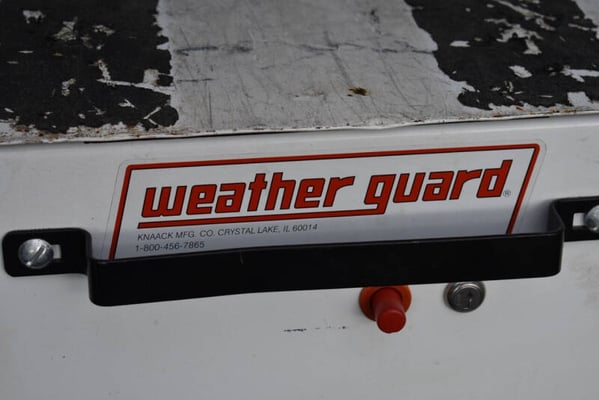 weather guard®
KNAACK MFG. CO. CRYSTAL LAKE, IL 60014
1-800-456-7865